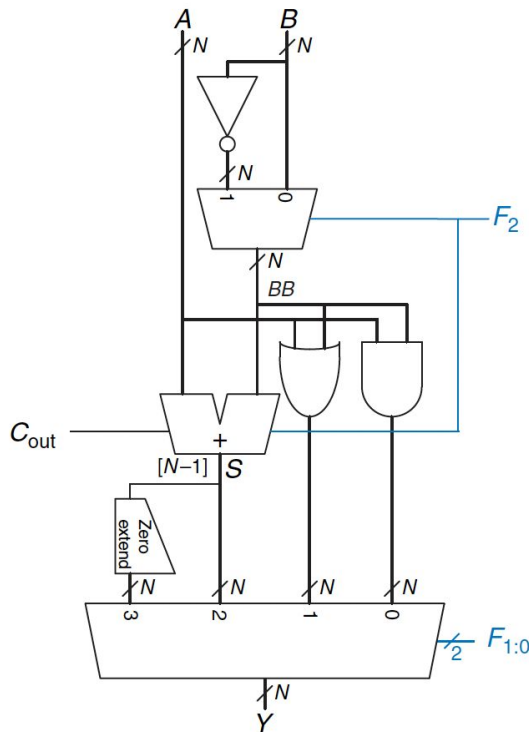 A B
N N
N
1 0
F2
N
BB
Cout
+
[N–1] S
Zero
extend
N N N N
3 2 1 0
F1:0
2
N
Y